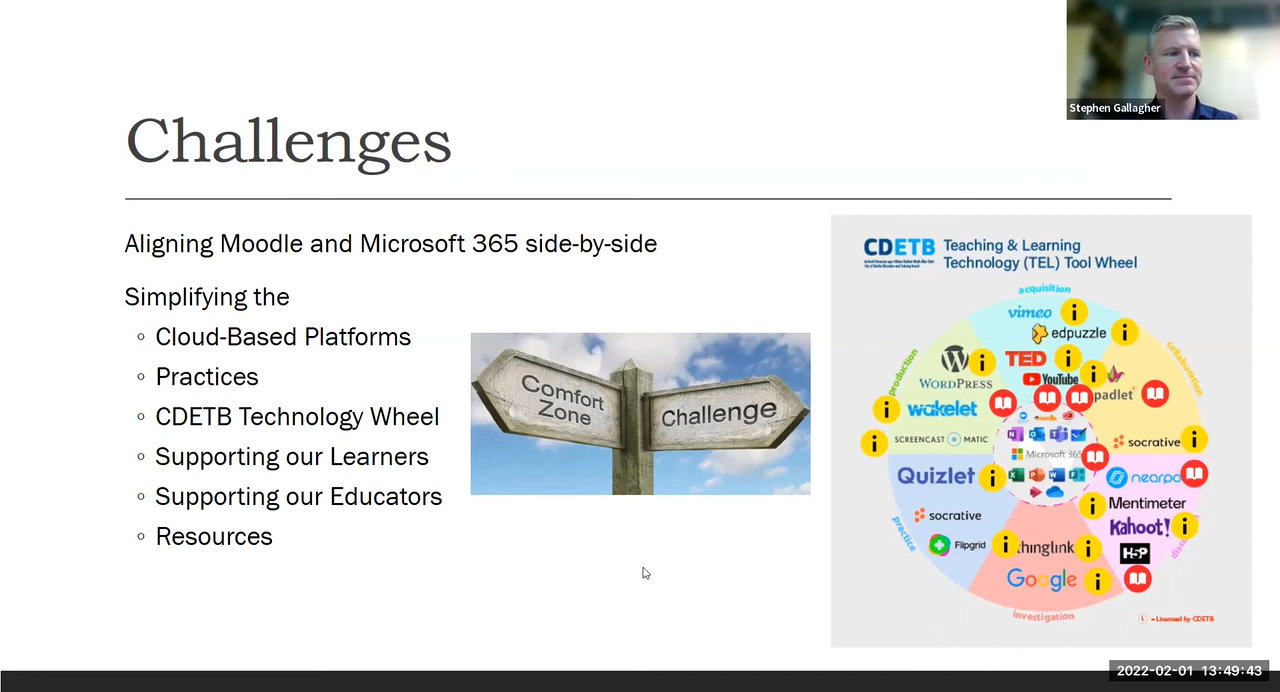 Stephen Gallagher
Challenges
Aligning Moodle and Microsoft 365 side-by-side
Simplifying the
Cloud-Based Platforms
Practices
CDETB Technology Wheel
Supporting our Learners
Supporting our Educators
Resources
Comfort
Zone
Challenge
CDETB
Teaching & Learning
Technology (TEL) Tool Wheel
acquisition
vimeo
edpuzzle
production
collaboration
WORDPRESS
TED
YouTube
padlet
wakelet
SCREENCAST MATIC
Microsoft 365
socrative
Quizlet
nearpo
Mentimeter
socrative
Kahoot!
practice
Flipgrid
thinglink
H5P
Google
investigation
= Licensed by CDETB
2022-02-01 13:49:43